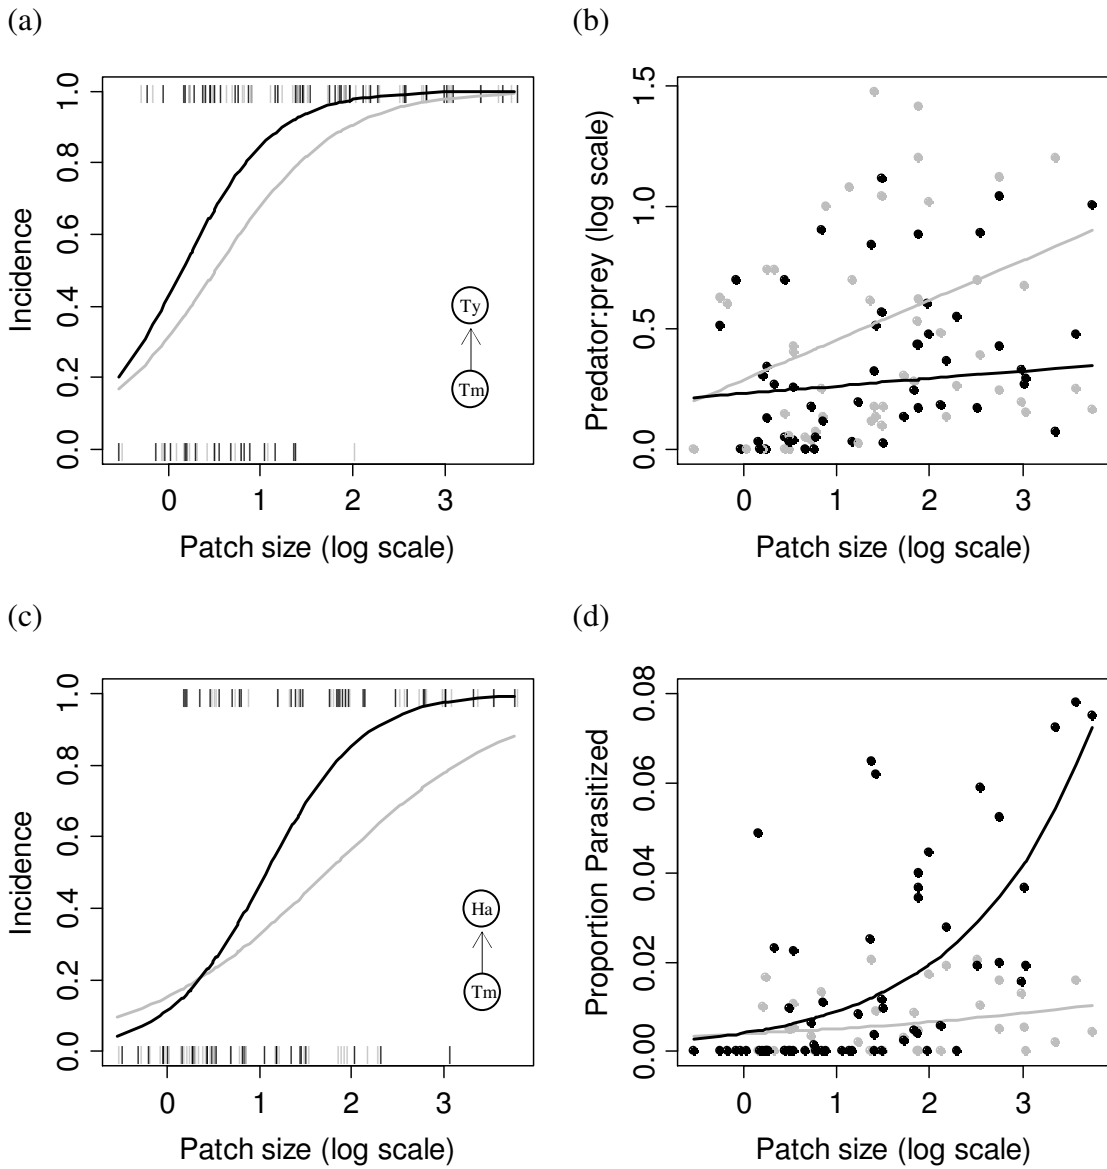 (a)
1.0
0.8
0.6
0.4
0.2
0.0
Incidence
Ty
Tm
0 1 2 3
Patch size (log scale)
(b)
1.5
1.0
0.5
0.0
Predator:prey (log scale)
0 1 2 3
Patch size (log scale)
(c)
1.0
0.8
0.6
0.4
0.2
0.0
Incidence
Ha
Tm
0 1 2 3
Patch size (log scale)
(d)
0.08
0.06
0.04
0.02
0.00
Proportion Parasitized
0 1 2 3
Patch size (log scale)